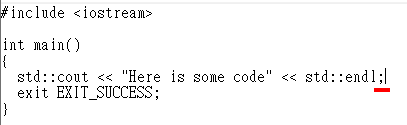 #include <iostream>

int main()
{
  std::cout << "Here is some code" << std::endl;
  exit EXIT_SUCCESS;
}